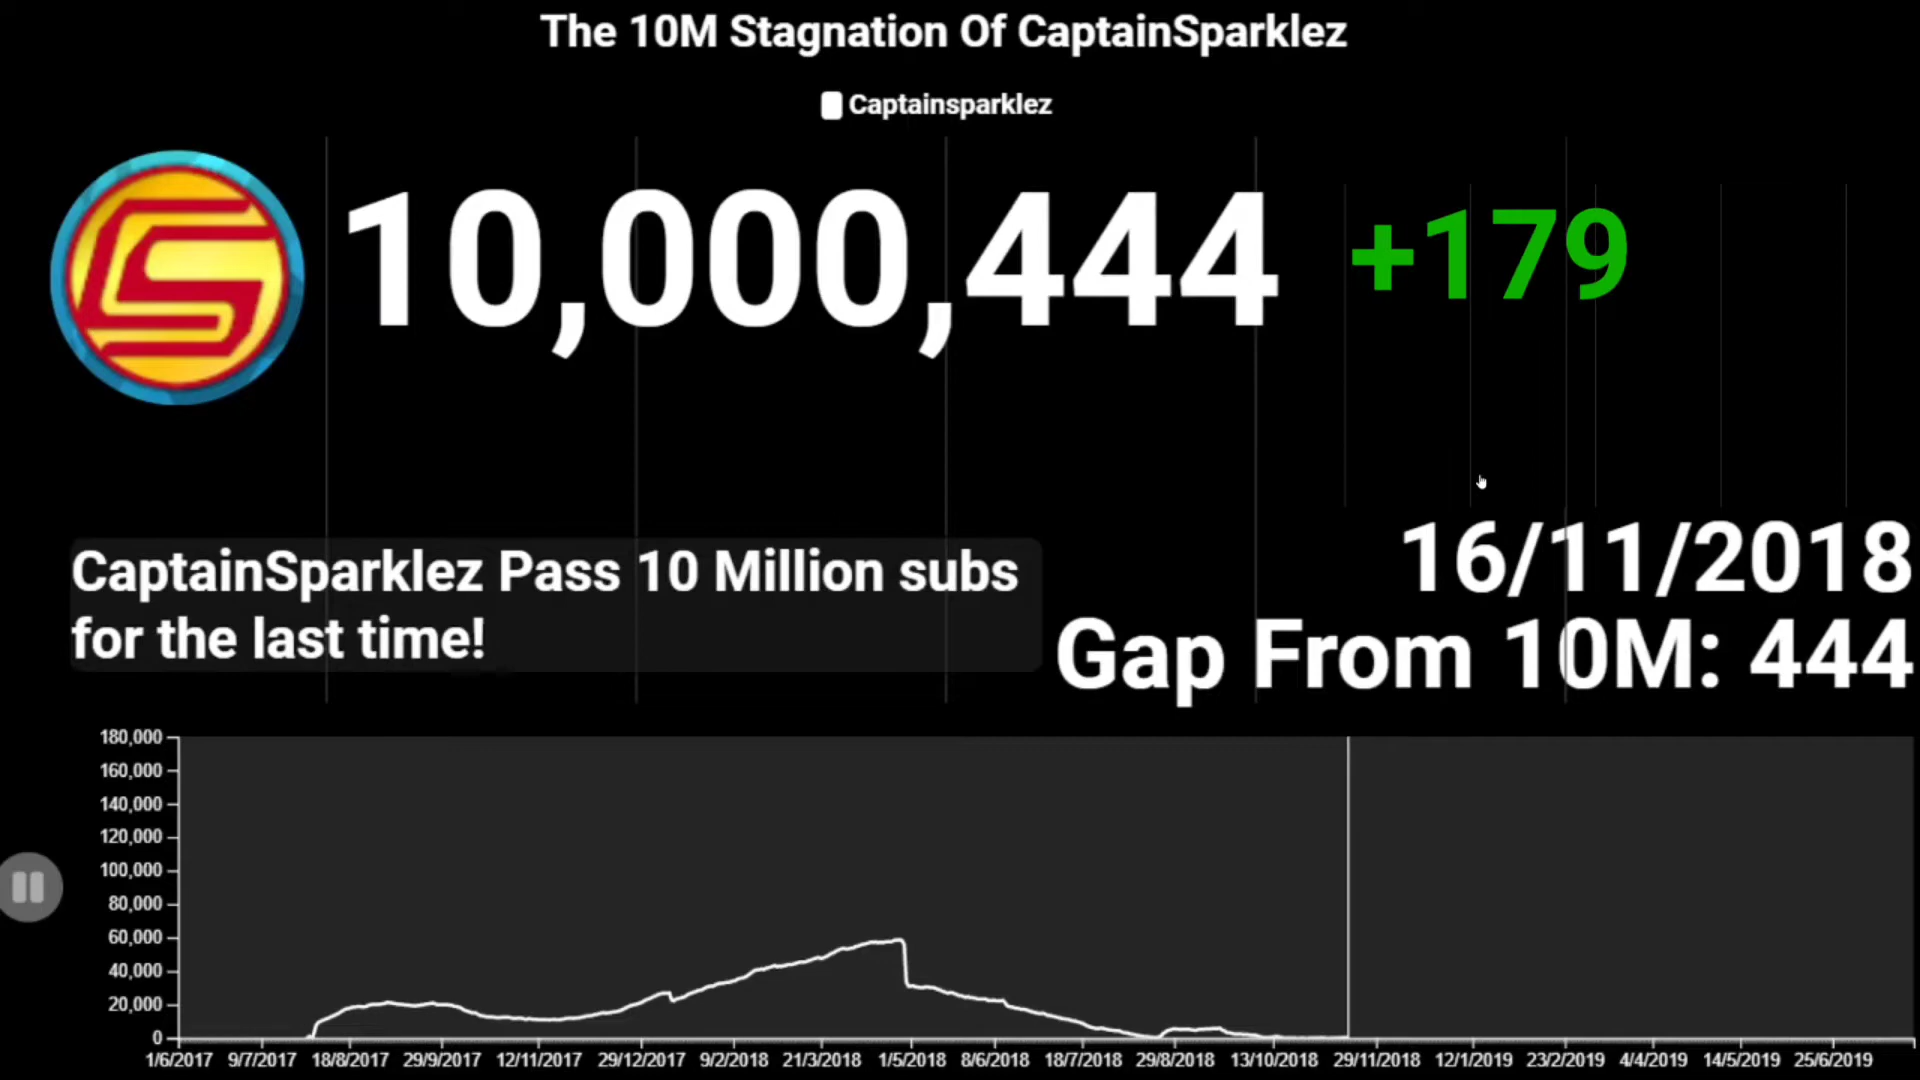 The 10M Stagnation Of CaptainSparklez
Captainsparklez
10,000,444 +179
CaptainSparklez Pass 10 Million subs
for the last time!
16/11/2018
Gap From 10M: 444
180,000
160,000
140,000
120,000
100,000
80,000
60,000
40,000
20,000
0
1/6/2017 9/7/2017 18/8/2017 29/9/2017 12/11/2017 29/12/2017 9/2/2018 21/3/2018 1/5/2018 8/6/2018 18/7/2018 29/8/2018 13/10/2018 29/11/2018 12/1/2019 23/2/2019 4/4/2019 14/5/2019 25/6/2019